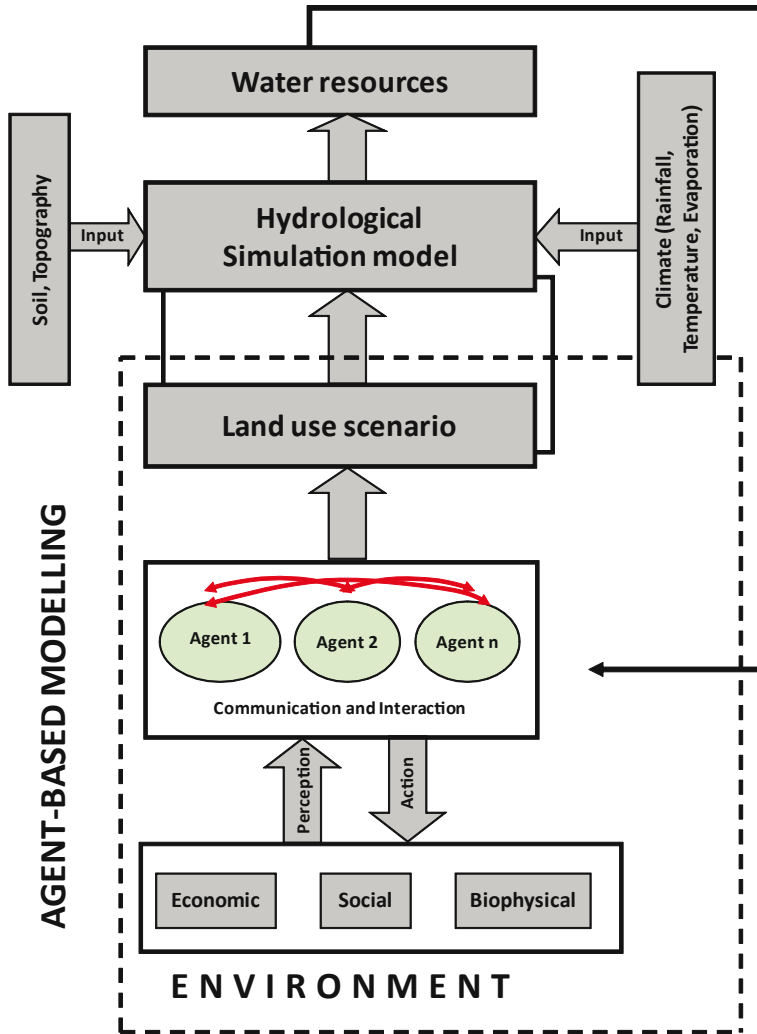 Water resources
Soil, Topography
Input
Hydrological
Simulation model
Input
Climate (Rainfall,
Temperature, Evaporation)
Land use scenario
AGENT-BASED MODELLING
Agent 1
Agent 2
Agent n
Communication and Interaction
Perception
Action
Economic
Social
Biophysical
ENVIRONMENT